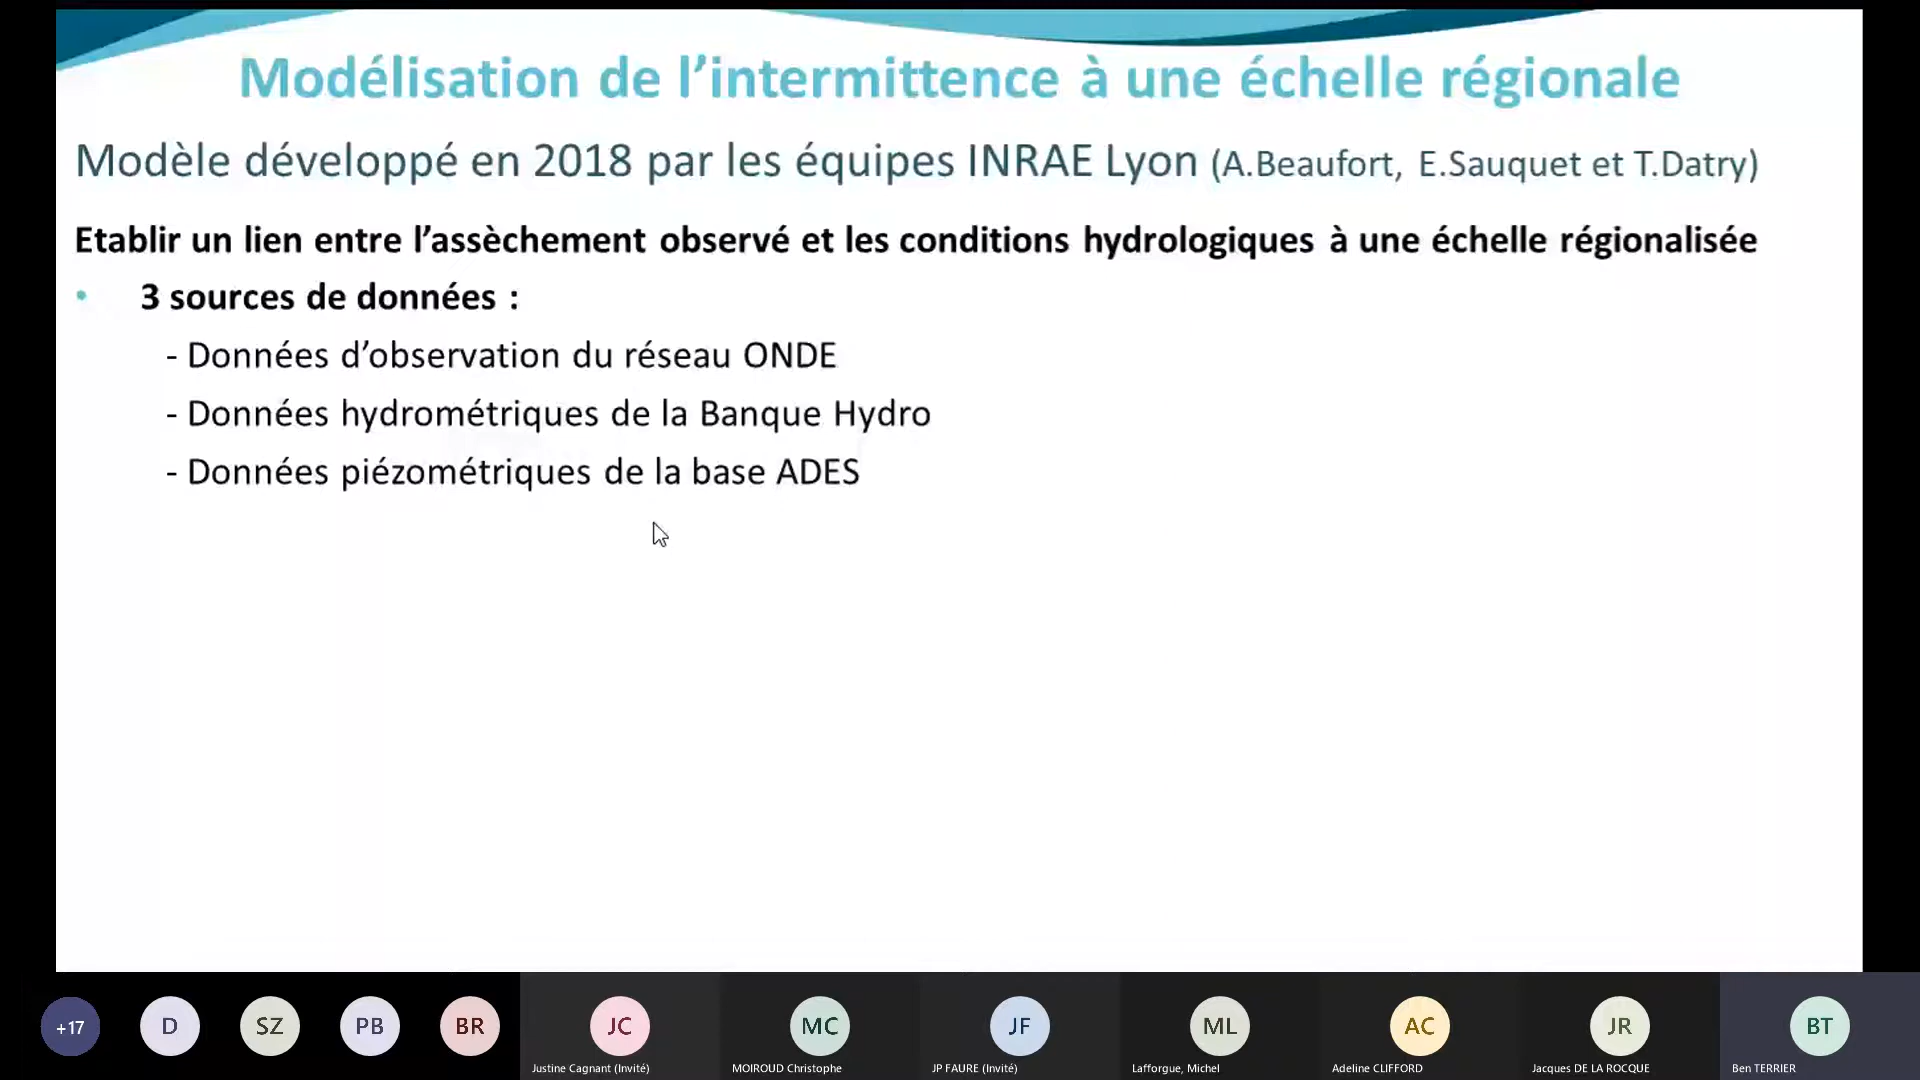 Modélisation de l’intermittence à une échelle régionale
Modèle développé en 2018 par les équipes INRAE Lyon (A.Beaufort, E.Sauquet et T.Datry)
Etablir un lien entre l’assèchement observé et les conditions hydrologiques à une échelle régionalisée
• 3 sources de données :
- Données d’observation du réseau ONDE
- Données hydrométriques de la Banque Hydro
- Données piézométriques de la base ADES
+17 D SZ PB BR JC MC JF ML AC JR BT
Justine Cagnant (Invité) MOIROUD Christophe JP FAURE (Invité) Lafforgue, Michel Adeline CLIFFORD Jacques DE LA ROCQUE Ben TERRIER